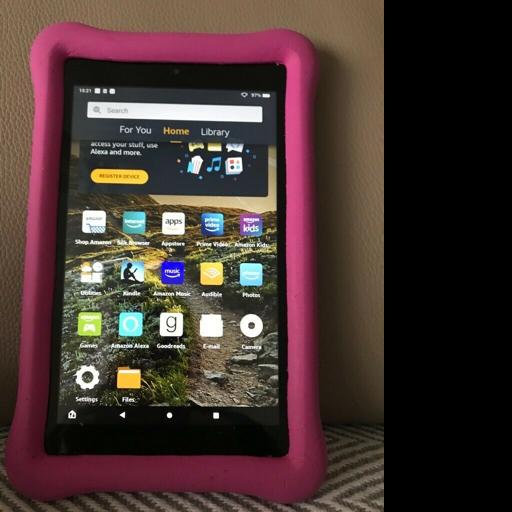 10:21 97%
Search
For You Home Library
access your stuff, use
Alexa and more.
REGISTER DEVICE
amazon prime video amazon kids
apps
Shop Amazon Silk Browser Appstore Prime Video Amazon Kids
music
Utilities Kindle Amazon Music Audible Photos
g
Games Amazon Alexa Goodreads E-mail Camera
Settings Files